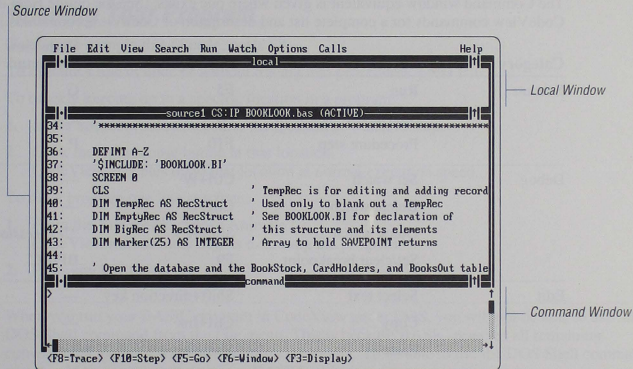 Source Window
File Edit View Search Run Watch Options Calls Help
local
Local Window
source1 CS:IP BOOKLOOK.bas (ACTIVE)
34: '*****************************************************************
35:
36: DEFINT A-Z
37: '$INCLUDE: 'BOOKLOOK.BI'
38: SCREEN 0
39: CLS ' TempRec is for editing and adding record
40: DIM TempRec AS RecStruct ' Used only to blank out a TempRec
41: DIM EmptyRec AS RecStruct ' See BOOKLOOK.BI for declaration of
42: DIM BigRec AS RecStruct ' this structure and its elements
43: DIM Marker(25) AS INTEGER ' Array to hold SAVEPOINT returns
44:
45: ' Open the database and the BookStock, CardHolders, and BooksOut table
command
>
Command Window
<F8=Trace> <F10=Step> <F5=Go> <F6=Window> <F3=Display>